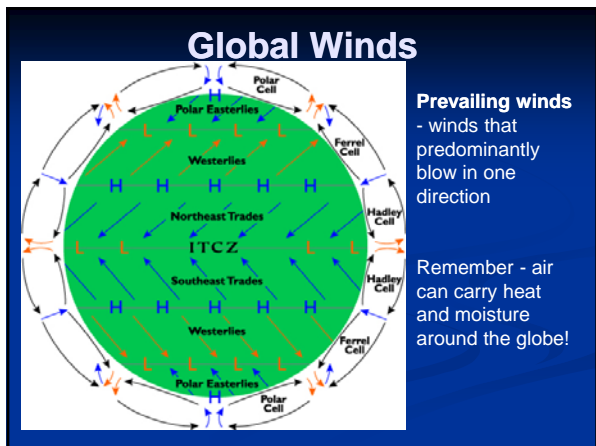 Global Winds
H
Polar Cell
Polar Easterlies
L L L L
Ferrel Cell
Westerlies
H H H H H
Hadley Cell
Northeast Trades
L L ITCZ L L
Southeast Trades
Hadley Cell
H H H H H
Westerlies
Ferrel Cell
L L L L
Polar Easterlies
H
Polar Cell
Prevailing winds
- winds that
predominantly
blow in one
direction
Remember - air
can carry heat
and moisture
around the globe!